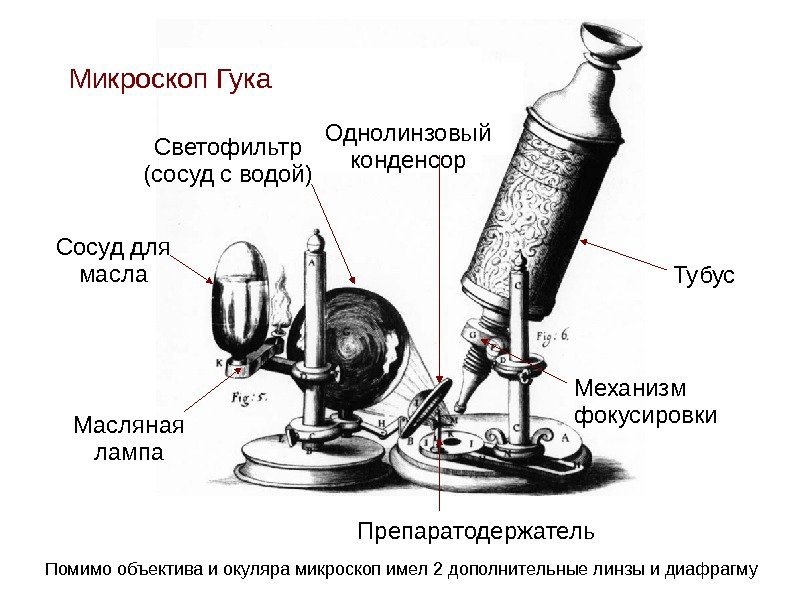 Микроскоп Гука
Однолинзовый
конденсор
Светофильтр
(сосуд с водой)
Сосуд для
масла
Тубус
Механизм
фокусировки
Масляная
лампа
Препаратодержатель
Fig: 5.
Fig: 6.
A
K
G
C
D
G
D
H
B
I
I
A
C
C
B
Помимо объектива и окуляра микроскоп имел 2 дополнительные линзы и диафрагму